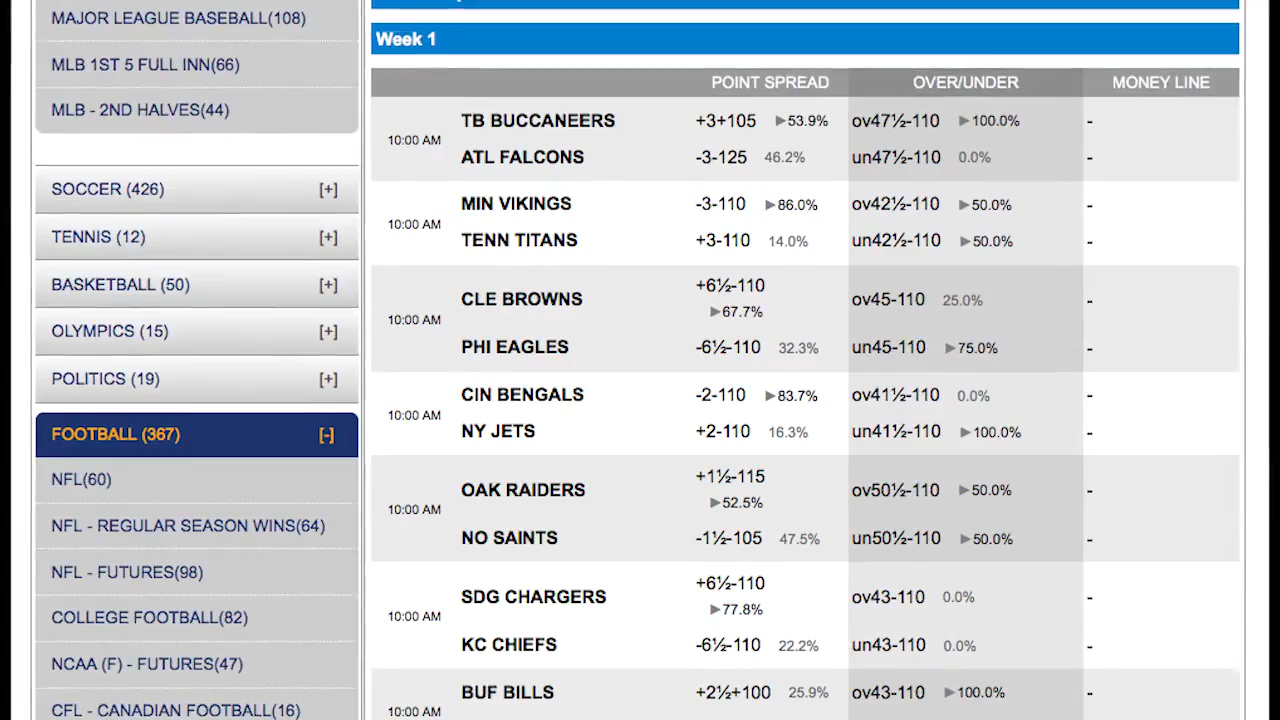 MAJOR LEAGUE BASEBALL(108)
MLB 1ST 5 FULL INN(66)
MLB - 2ND HALVES(44)
SOCCER (426) [+]
TENNIS (12) [+]
BASKETBALL (50) [+]
OLYMPICS (15) [+]
POLITICS (19) [+]
FOOTBALL (367) [-]
NFL(60)
NFL - REGULAR SEASON WINS(64)
NFL - FUTURES(98)
COLLEGE FOOTBALL(82)
NCAA (F) - FUTURES(47)
CFL - CANADIAN FOOTBALL(16)
Week 1
POINT SPREAD OVER/UNDER MONEY LINE
10:00 AM
TB BUCCANEERS +3+105 ▶53.9% ov47½-110 ▶100.0% -
ATL FALCONS -3-125 46.2% un47½-110 0.0% -
10:00 AM
MIN VIKINGS -3-110 ▶86.0% ov42½-110 ▶50.0% -
TENN TITANS +3-110 14.0% un42½-110 ▶50.0% -
10:00 AM
CLE BROWNS +6½-110 ▶67.7% ov45-110 25.0% -
PHI EAGLES -6½-110 32.3% un45-110 ▶75.0% -
10:00 AM
CIN BENGALS -2-110 ▶83.7% ov41½-110 0.0% -
NY JETS +2-110 16.3% un41½-110 ▶100.0% -
10:00 AM
OAK RAIDERS +1½-115 ▶52.5% ov50½-110 ▶50.0% -
NO SAINTS -1½-105 47.5% un50½-110 ▶50.0% -
10:00 AM
SDG CHARGERS +6½-110 ▶77.8% ov43-110 0.0% -
KC CHIEFS -6½-110 22.2% un43-110 0.0% -
10:00 AM
BUF BILLS +2½+100 25.9% ov43-110 ▶100.0% -